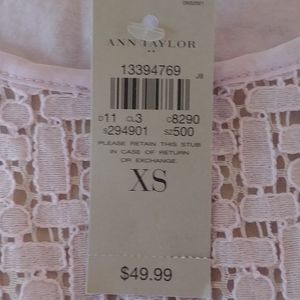 ANN TAYLOR
13394769
J8
D11 CL3 C8290
S294901 SZ500
PLEASE RETAIN THIS STUB
IN CASE OF RETURN
OR EXCHANGE.
XS
$49.99